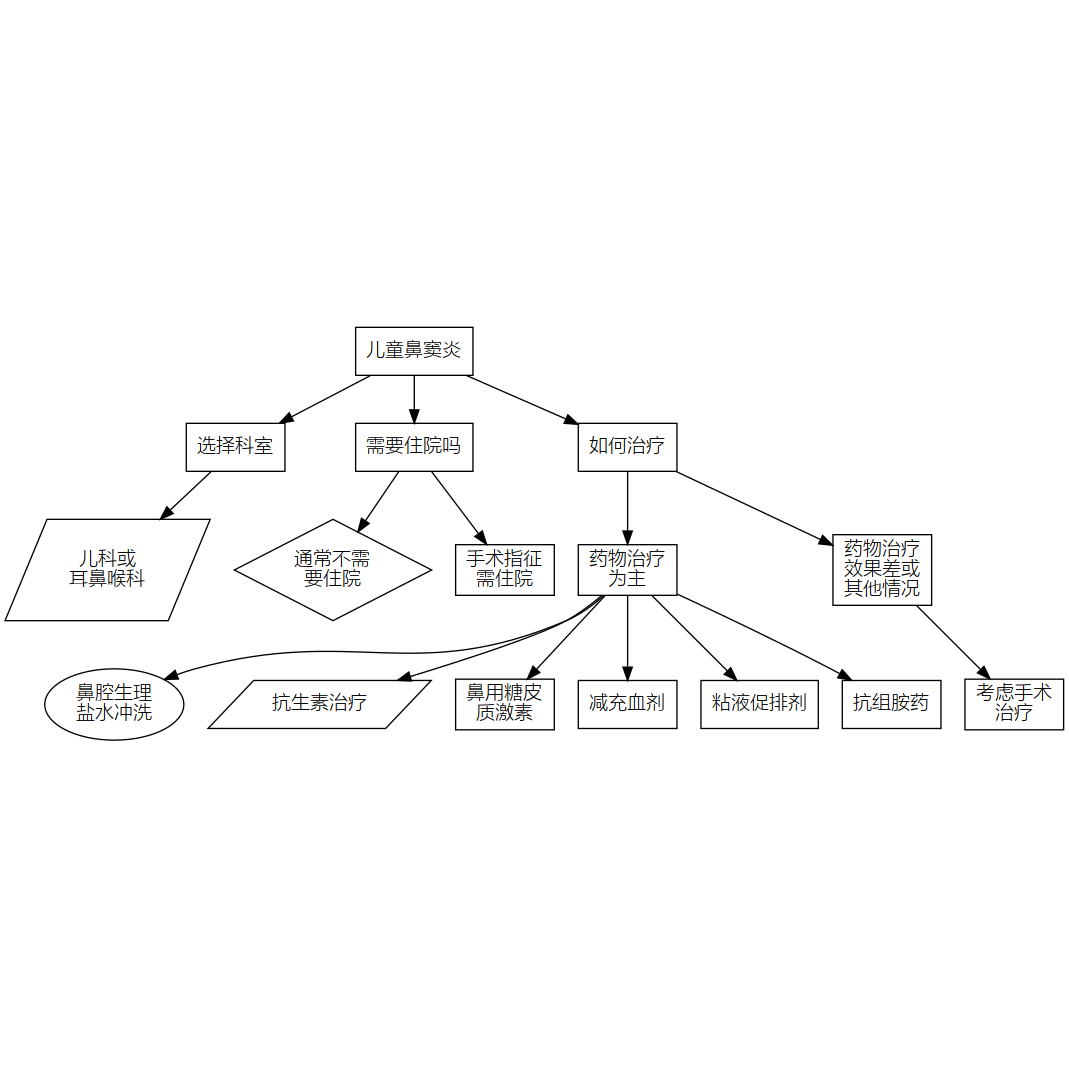 儿童鼻窦炎
选择科室
需要住院吗
如何治疗
儿科或
耳鼻喉科
通常不需
要住院
手术指征
需住院
药物治疗
为主
药物治疗
效果差或
其他情况
鼻腔生理
盐水冲洗
抗生素治疗
鼻用糖皮
质激素
减充血剂
粘液促排剂
抗组胺药
考虑手术
治疗